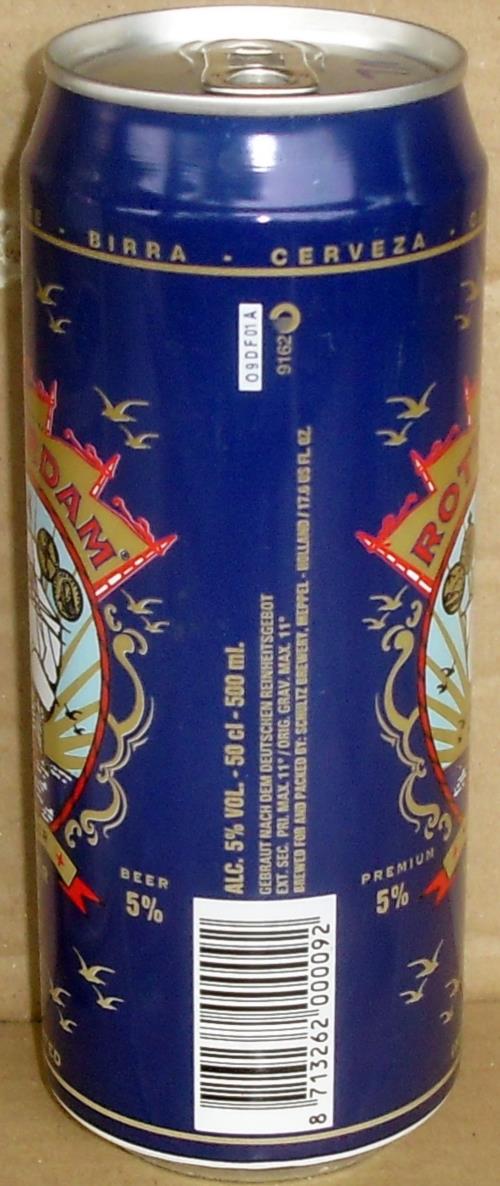 BIRRA - CERVEZA
09DF01A
9162
DAM
ROT
ALC. 5% VOL. - 50 cl - 500 ml.
GEBRAUT NACH DEM DEUTSCHEN REINHEITSGEBOT
EXT. SEC. PRI. MAX. 11° / ORIG. GRAV. MAX. 11°
BREWED FOR AND PACKED BY: SCHULTZ BREWERY, MEPPEL - HOLLAND / 17.6 US FL. OZ.
BEER
5%
PREMIUM
5%
8 713262 000092